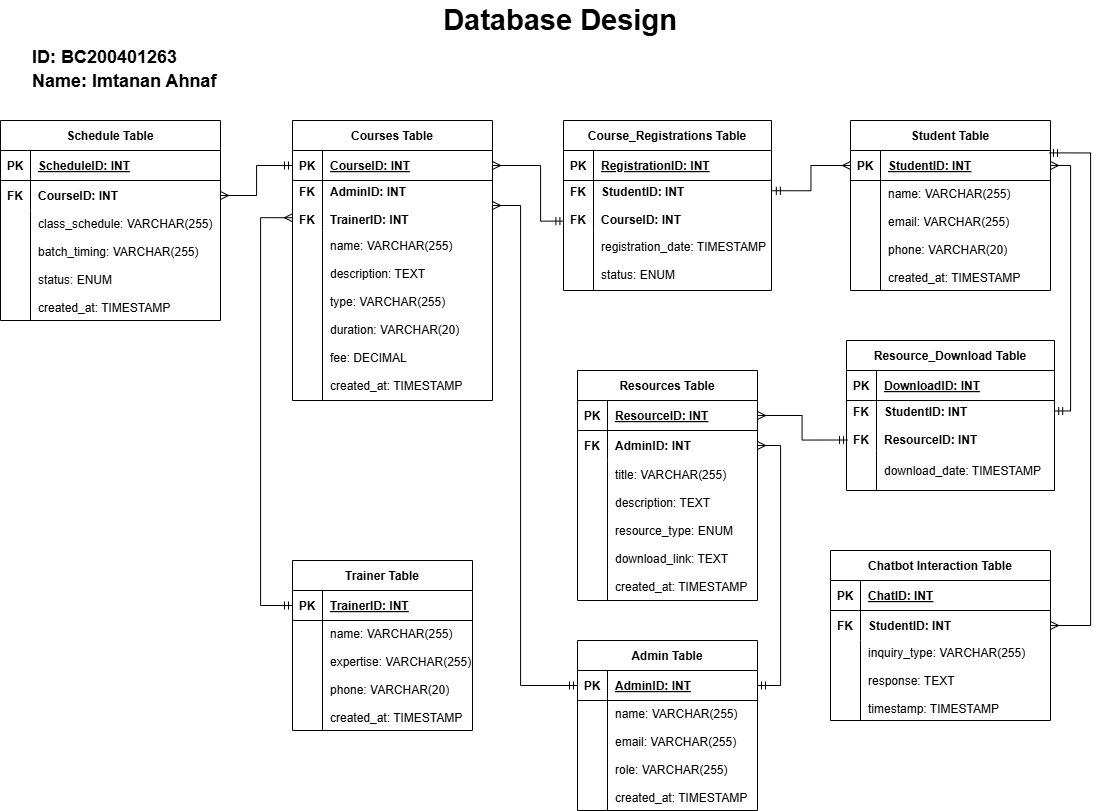 Database Design
ID: BC200401263
Name: Imtanan Ahnaf
Schedule Table
PK ScheduleID: INT
FK CourseID: INT
class_schedule: VARCHAR(255)
batch_timing: VARCHAR(255)
status: ENUM
created_at: TIMESTAMP
Courses Table
PK CourseID: INT
FK AdminID: INT
FK TrainerID: INT
name: VARCHAR(255)
description: TEXT
type: VARCHAR(255)
duration: VARCHAR(20)
fee: DECIMAL
created_at: TIMESTAMP
Course_Registrations Table
PK RegistrationID: INT
FK StudentID: INT
FK CourseID: INT
registration_date: TIMESTAMP
status: ENUM
Student Table
PK StudentID: INT
name: VARCHAR(255)
email: VARCHAR(255)
phone: VARCHAR(20)
created_at: TIMESTAMP
Resource_Download Table
PK DownloadID: INT
FK StudentID: INT
FK ResourceID: INT
download_date: TIMESTAMP
Resources Table
PK ResourceID: INT
FK AdminID: INT
title: VARCHAR(255)
description: TEXT
resource_type: ENUM
download_link: TEXT
created_at: TIMESTAMP
Trainer Table
PK TrainerID: INT
name: VARCHAR(255)
expertise: VARCHAR(255)
phone: VARCHAR(20)
created_at: TIMESTAMP
Chatbot Interaction Table
PK ChatID: INT
FK StudentID: INT
inquiry_type: VARCHAR(255)
response: TEXT
timestamp: TIMESTAMP
Admin Table
PK AdminID: INT
name: VARCHAR(255)
email: VARCHAR(255)
role: VARCHAR(255)
created_at: TIMESTAMP